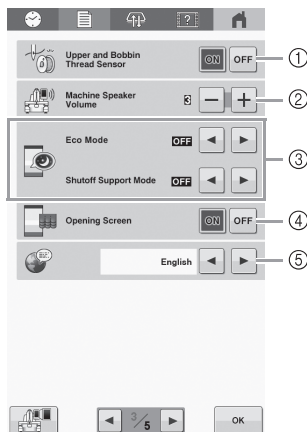 ?
Upper and Bobbin
Thread Sensor
ON OFF
①
Machine Speaker
Volume
3 − +
②
Eco Mode
OFF
Shutoff Support Mode
OFF
③
Opening Screen
ON OFF
④
English
⑤
3/5
OK